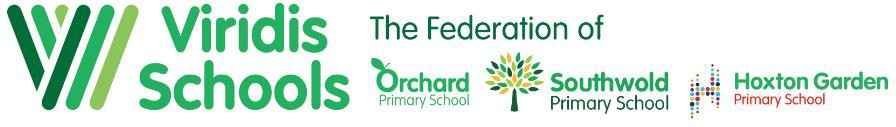 Viridis
Schools
The Federation of
Orchard
Primary School
Southwold
Primary School
Hoxton Garden
Primary School